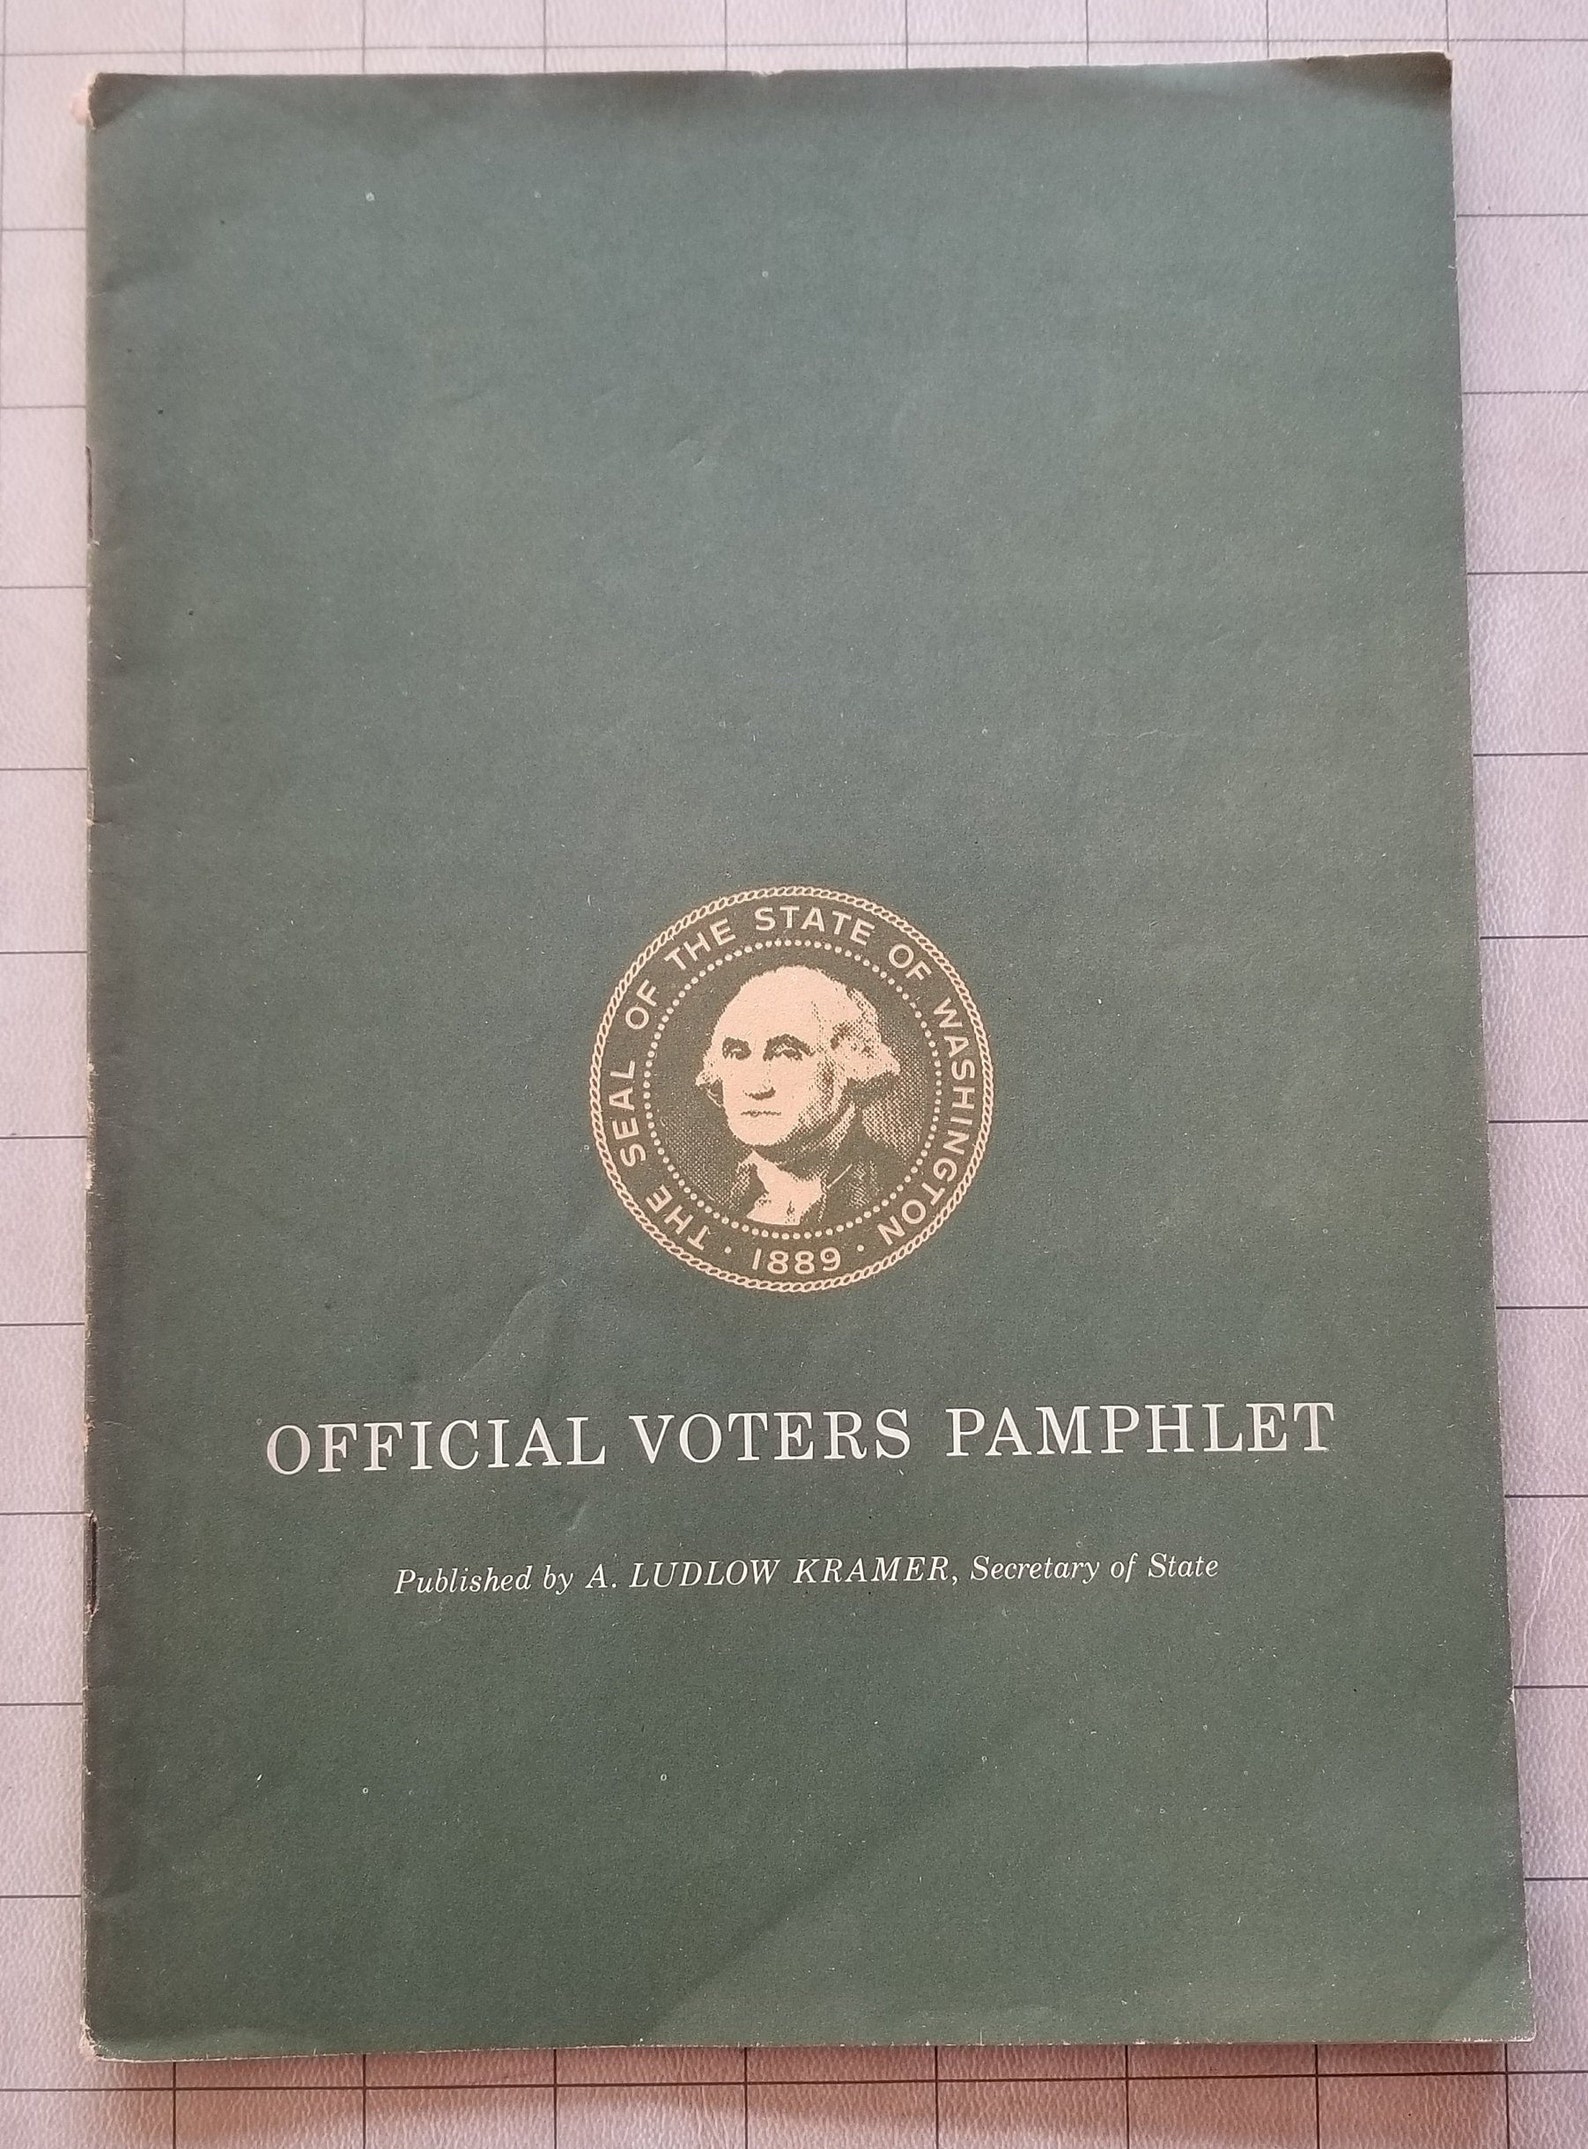 THE SEAL OF THE STATE OF WASHINGTON
· 1889 ·
OFFICIAL VOTERS PAMPHLET
Published by A. LUDLOW KRAMER, Secretary of State